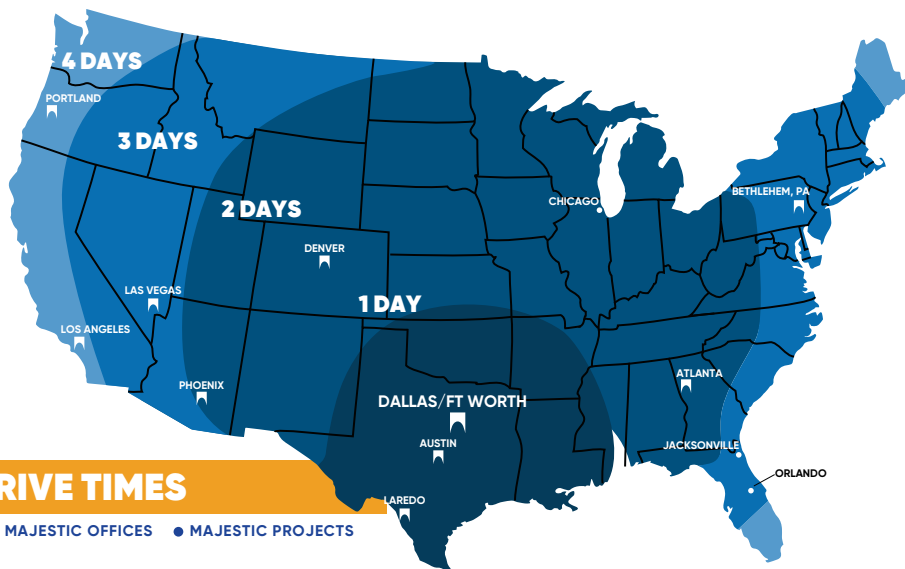 4 DAYS
PORTLAND
3 DAYS
2 DAYS
CHICAGO
BETHLEHEM, PA
DENVER
LAS VEGAS
1 DAY
LOS ANGELES
PHOENIX
ATLANTA
DALLAS/FT WORTH
AUSTIN
JACKSONVILLE
ORLANDO
RIVE TIMES
LAREDO
MAJESTIC OFFICES
MAJESTIC PROJECTS